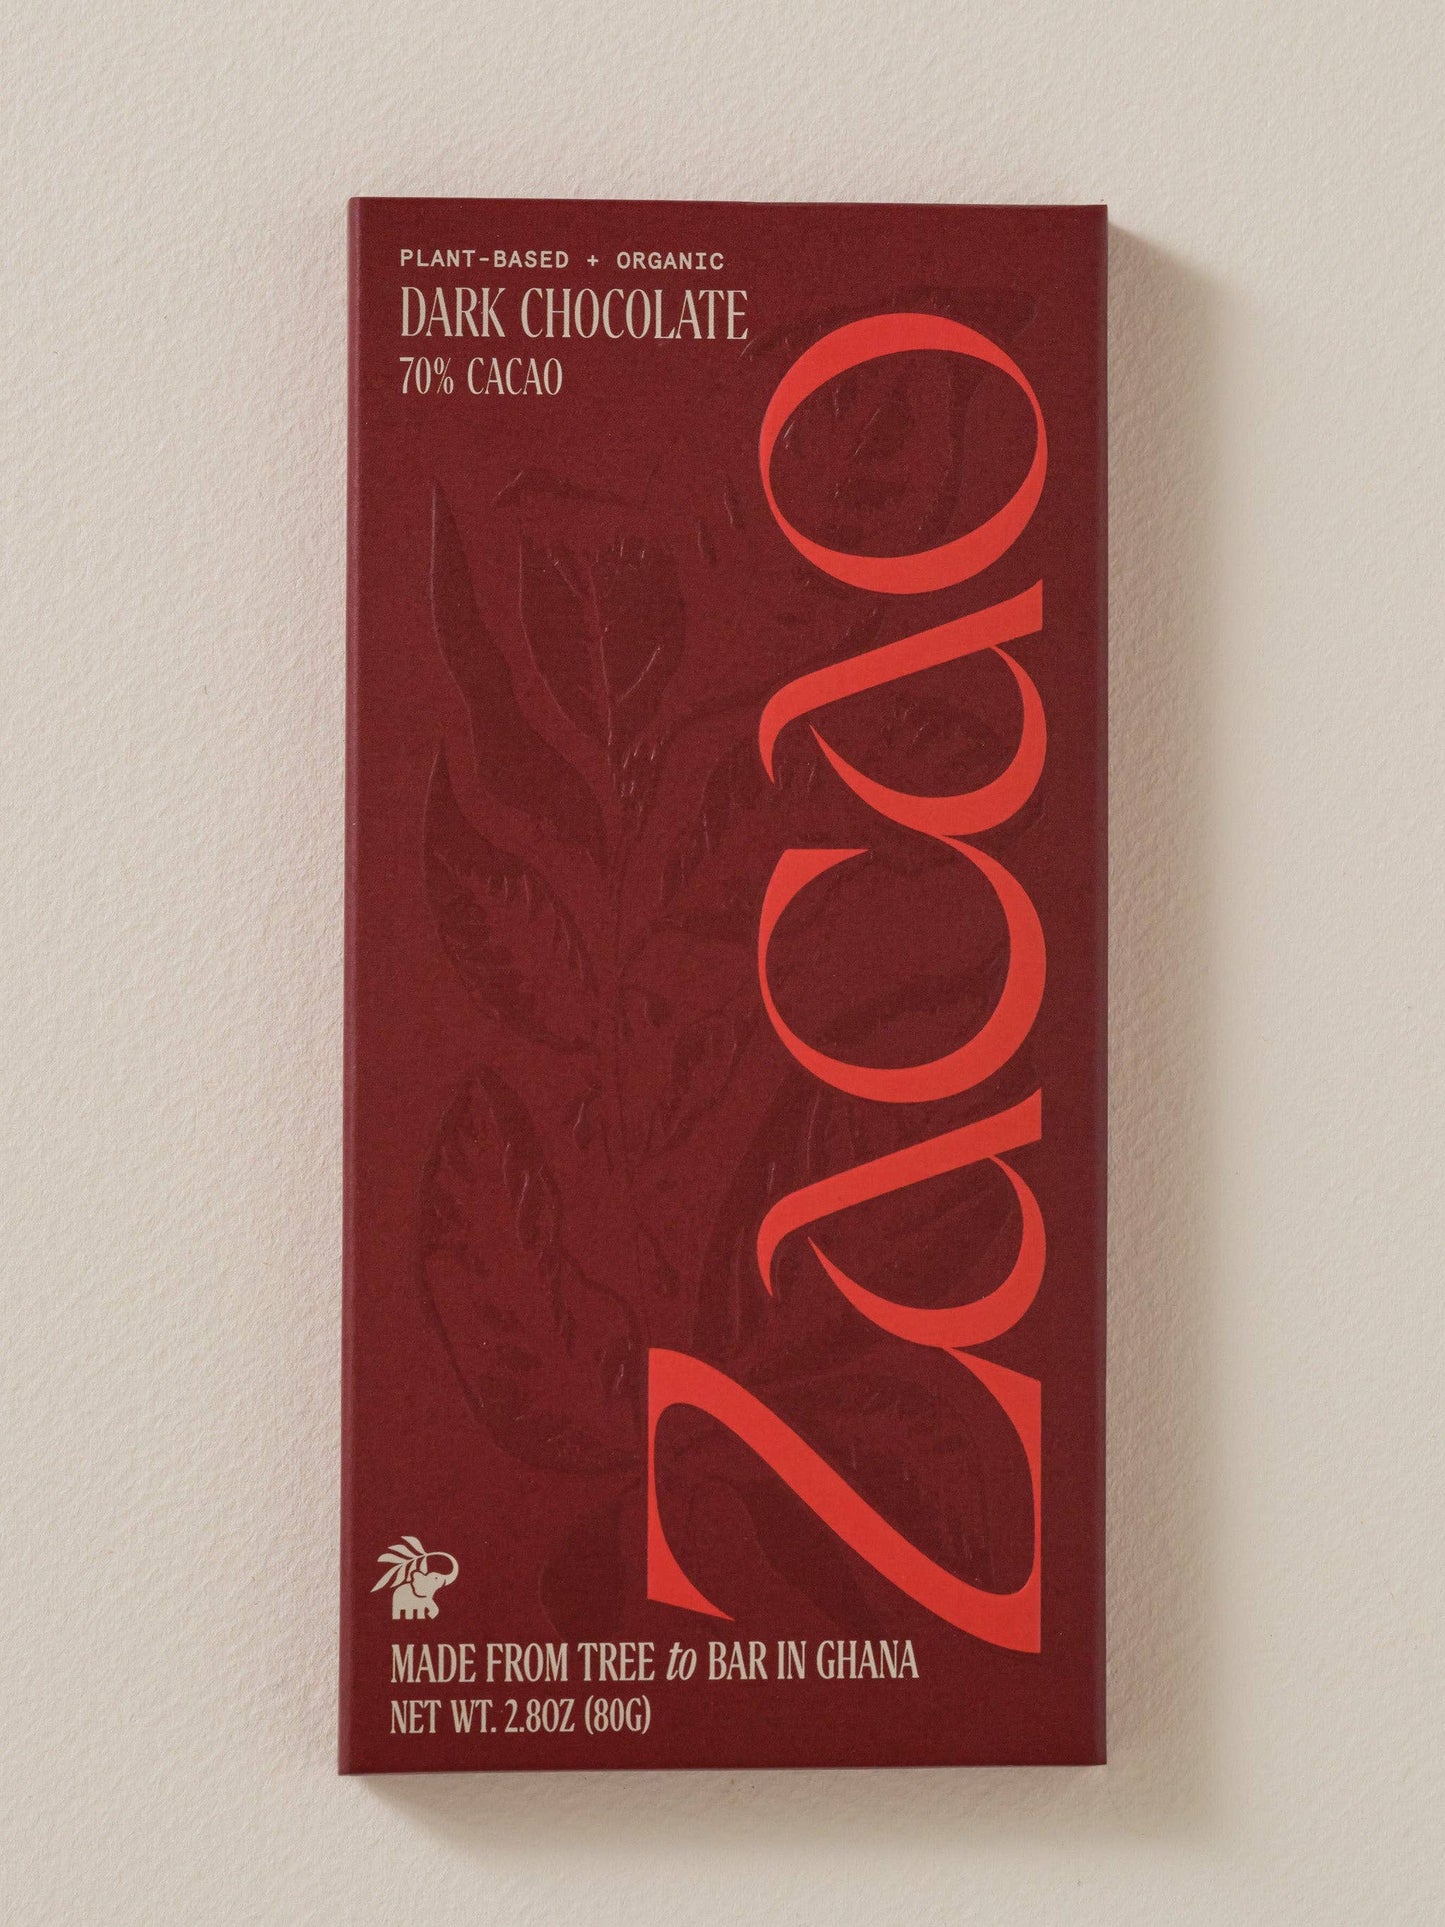 PLANT-BASED + ORGANIC
DARK CHOCOLATE
70% CACAO
zacao
MADE FROM TREE to BAR IN GHANA
NET WT. 2.8OZ (80G)